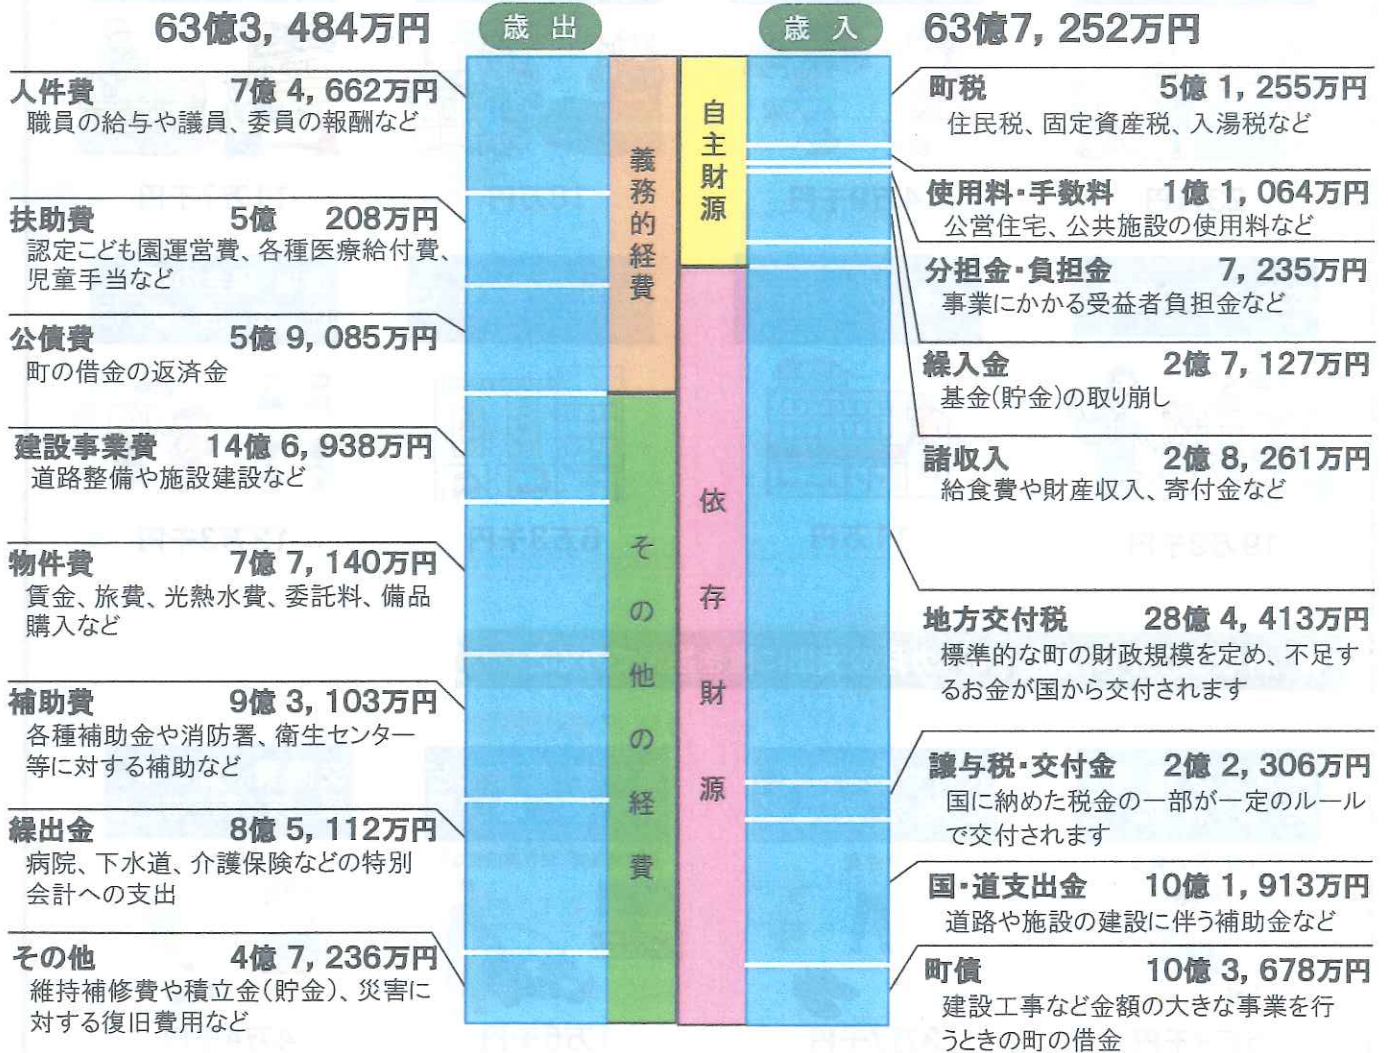 63億3, 484万円
歳 出
人件費 7億 4, 662万円
職員の給与や議員、委員の報酬など
扶助費 5億 208万円
認定こども園運営費、各種医療給付費、
児童手当など
公債費 5億 9, 085万円
町の借金の返済金
建設事業費 14億 6, 938万円
道路整備や施設建設など
物件費 7億 7, 140万円
賃金、旅費、光熱水費、委託料、備品
購入など
補助費 9億 3, 103万円
各種補助金や消防署、衛生センター
等に対する補助など
繰出金 8億 5, 112万円
病院、下水道、介護保険などの特別
会計への支出
その他 4億 7, 236万円
維持補修費や積立金(貯金)、災害に
対する復旧費用など
義務的経費
その他の経費
自主財源
依存財源
歳 入
63億7, 252万円
町税 5億 1, 255万円
住民税、固定資産税、入湯税など
使用料・手数料 1億 1, 064万円
公営住宅、公共施設の使用料など
分担金・負担金 7, 235万円
事業にかかる受益者負担金など
繰入金 2億 7, 127万円
基金(貯金)の取り崩し
諸収入 2億 8, 261万円
給食費や財産収入、寄付金など
地方交付税 28億 4, 413万円
標準的な町の財政規模を定め、不足す
るお金が国から交付されます
譲与税・交付金 2億 2, 306万円
国に納めた税金の一部が一定のルール
で交付されます
国・道支出金 10億 1, 913万円
道路や施設の建設に伴う補助金など
町債 10億 3, 678万円
建設工事など金額の大きな事業を行
うときの町の借金